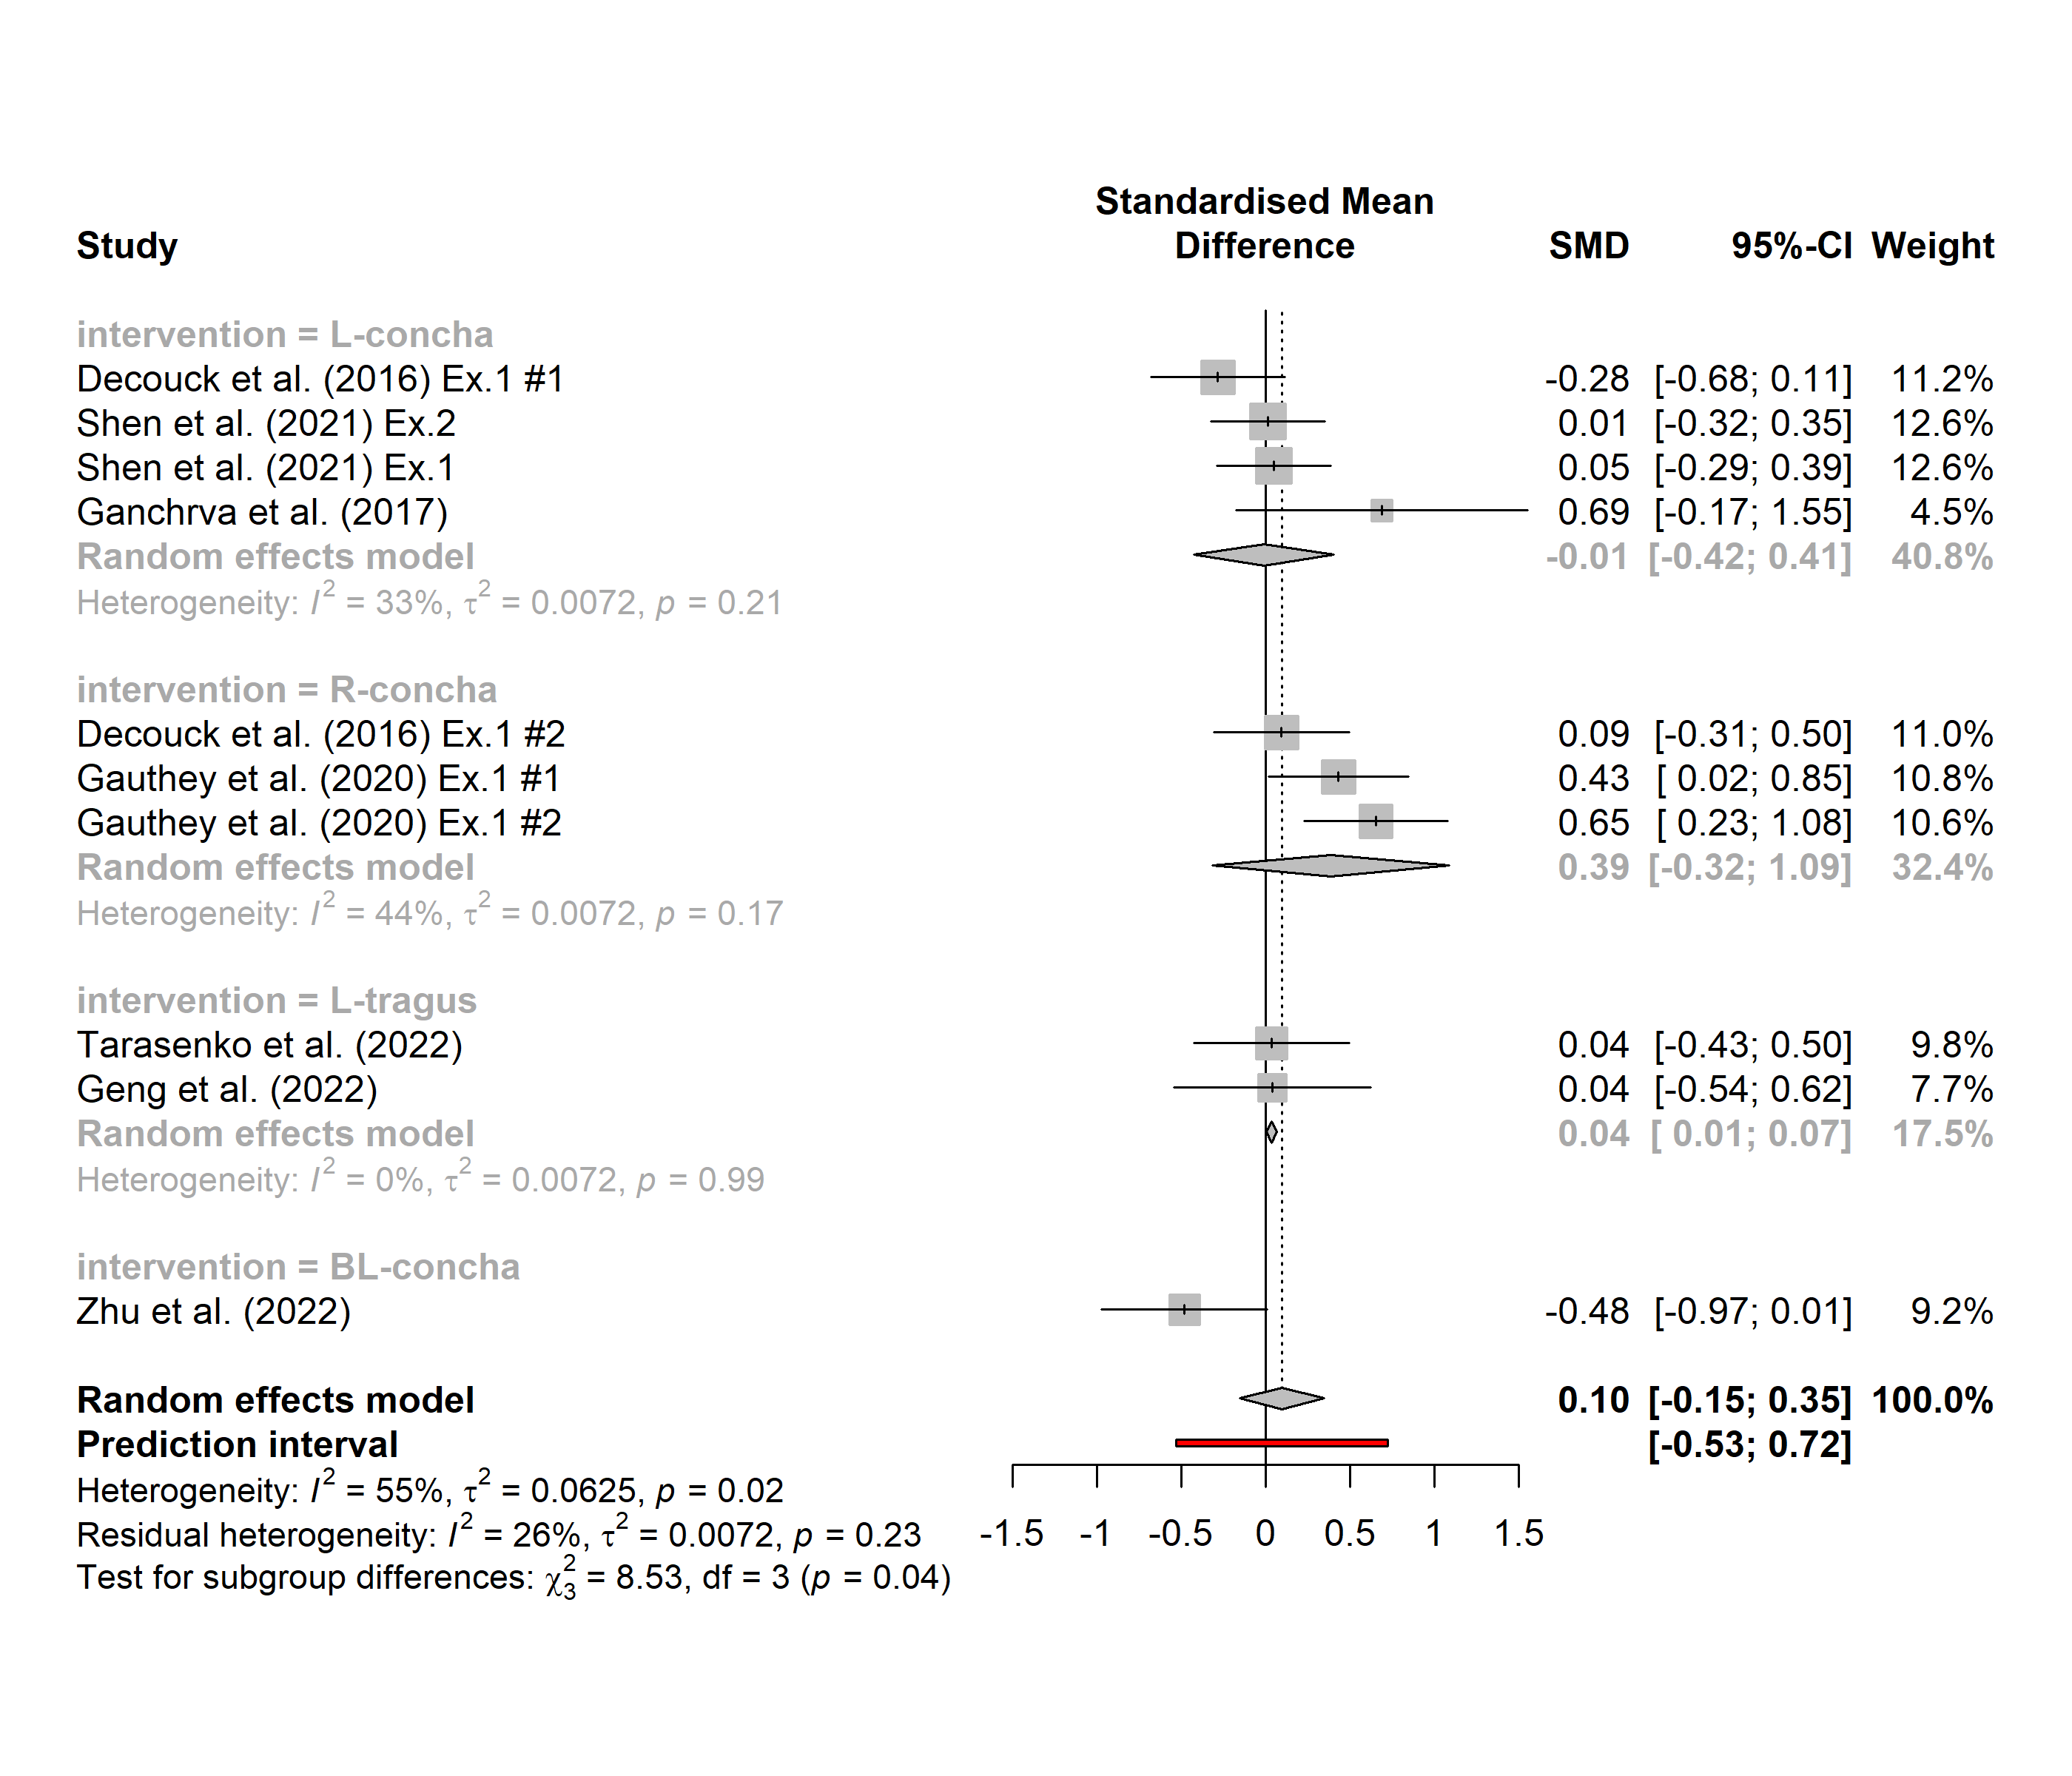 Standardised Mean
Study Difference SMD 95%-CI Weight
intervention = L-concha
Decouck et al. (2016) Ex.1 #1 -0.28 [-0.68; 0.11] 11.2%
Shen et al. (2021) Ex.2 0.01 [-0.32; 0.35] 12.6%
Shen et al. (2021) Ex.1 0.05 [-0.29; 0.39] 12.6%
Ganchrva et al. (2017) 0.69 [-0.17; 1.55] 4.5%
Random effects model -0.01 [-0.42; 0.41] 40.8%
Heterogeneity: I² = 33%, τ² = 0.0072, p = 0.21
intervention = R-concha
Decouck et al. (2016) Ex.1 #2 0.09 [-0.31; 0.50] 11.0%
Gauthey et al. (2020) Ex.1 #1 0.43 [ 0.02; 0.85] 10.8%
Gauthey et al. (2020) Ex.1 #2 0.65 [ 0.23; 1.08] 10.6%
Random effects model 0.39 [-0.32; 1.09] 32.4%
Heterogeneity: I² = 44%, τ² = 0.0072, p = 0.17
intervention = L-tragus
Tarasenko et al. (2022) 0.04 [-0.43; 0.50] 9.8%
Geng et al. (2022) 0.04 [-0.54; 0.62] 7.7%
Random effects model 0.04 [ 0.01; 0.07] 17.5%
Heterogeneity: I² = 0%, τ² = 0.0072, p = 0.99
intervention = BL-concha
Zhu et al. (2022) -0.48 [-0.97; 0.01] 9.2%
Random effects model 0.10 [-0.15; 0.35] 100.0%
Prediction interval [-0.53; 0.72]
Heterogeneity: I² = 55%, τ² = 0.0625, p = 0.02
Residual heterogeneity: I² = 26%, τ² = 0.0072, p = 0.23
-1.5 -1 -0.5 0 0.5 1 1.5
Test for subgroup differences: χ²₃ = 8.53, df = 3 (p = 0.04)